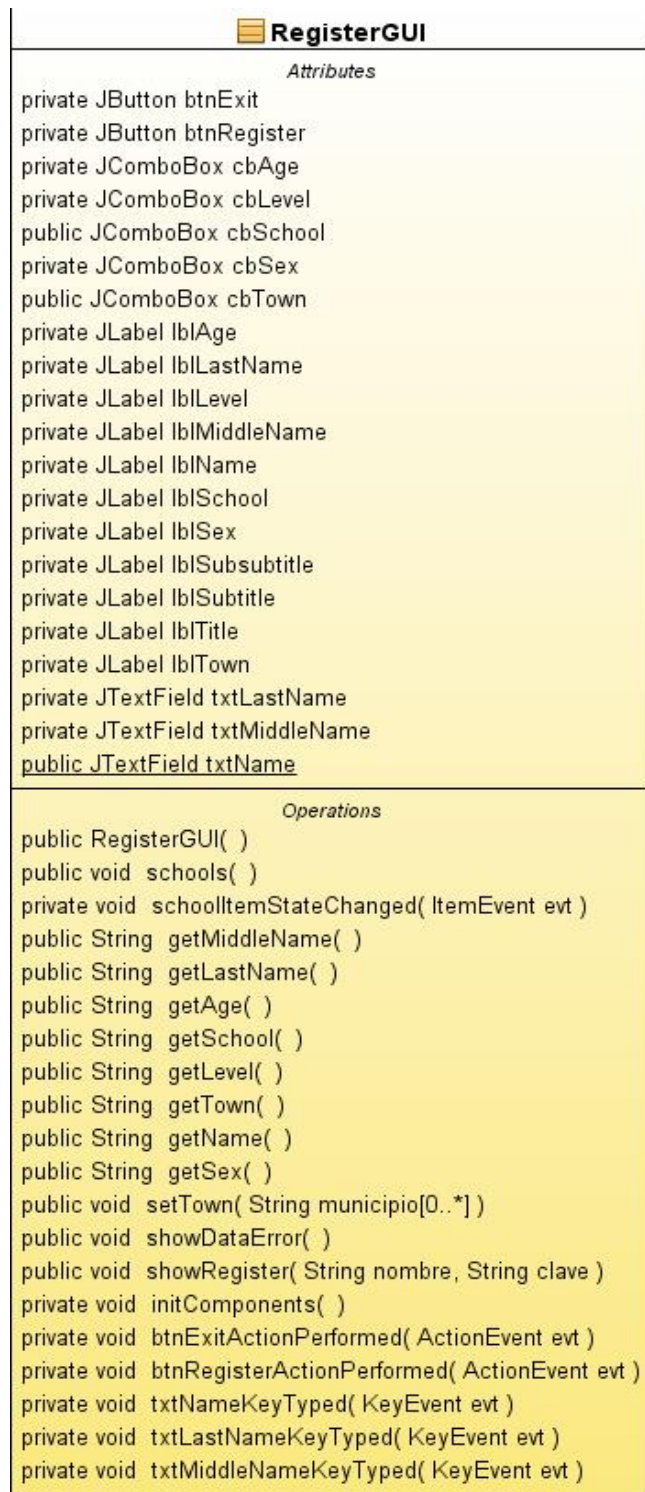 RegisterGUI
Attributes
private JButton btnExit
private JButton btnRegister
private JComboBox cbAge
private JComboBox cbLevel
public JComboBox cbSchool
private JComboBox cbSex
public JComboBox cbTown
private JLabel lblAge
private JLabel lblLastName
private JLabel lblLevel
private JLabel lblMiddleName
private JLabel lblName
private JLabel lblSchool
private JLabel lblSex
private JLabel lblSubsubtitle
private JLabel lblSubtitle
private JLabel lblTitle
private JLabel lblTown
private JTextField txtLastName
private JTextField txtMiddleName
public JTextField txtName
Operations
public RegisterGUI( )
public void schools( )
private void schoolItemStateChanged( ItemEvent evt )
public String getMiddleName( )
public String getLastName( )
public String getAge( )
public String getSchool( )
public String getLevel( )
public String getTown( )
public String getName( )
public String getSex( )
public void setTown( String municipio[0..*] )
public void showDataError( )
public void showRegister( String nombre, String clave )
private void initComponents( )
private void btnExitActionPerformed( ActionEvent evt )
private void btnRegisterActionPerformed( ActionEvent evt )
private void txtNameKeyTyped( KeyEvent evt )
private void txtLastNameKeyTyped( KeyEvent evt )
private void txtMiddleNameKeyTyped( KeyEvent evt )